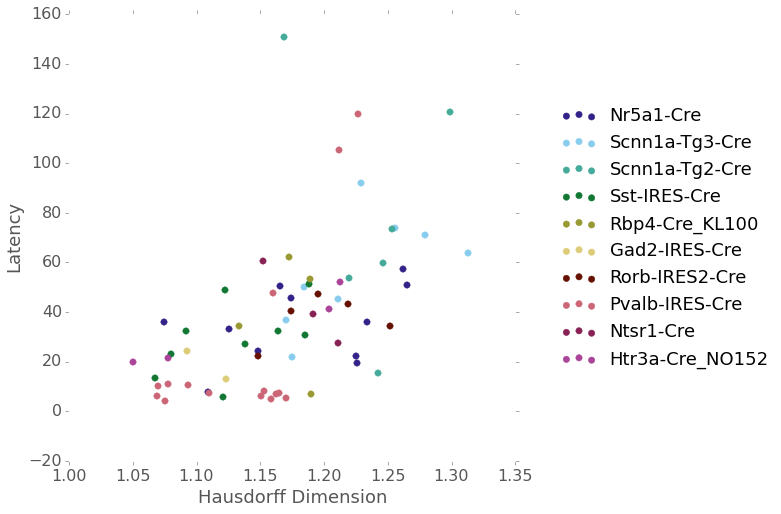 160
140
120
100
80
60
40
20
0
−20
Latency
1.00 1.05 1.10 1.15 1.20 1.25 1.30 1.35
Hausdorff Dimension
Nr5a1-Cre
Scnn1a-Tg3-Cre
Scnn1a-Tg2-Cre
Sst-IRES-Cre
Rbp4-Cre_KL100
Gad2-IRES-Cre
Rorb-IRES2-Cre
Pvalb-IRES-Cre
Ntsr1-Cre
Htr3a-Cre_NO152